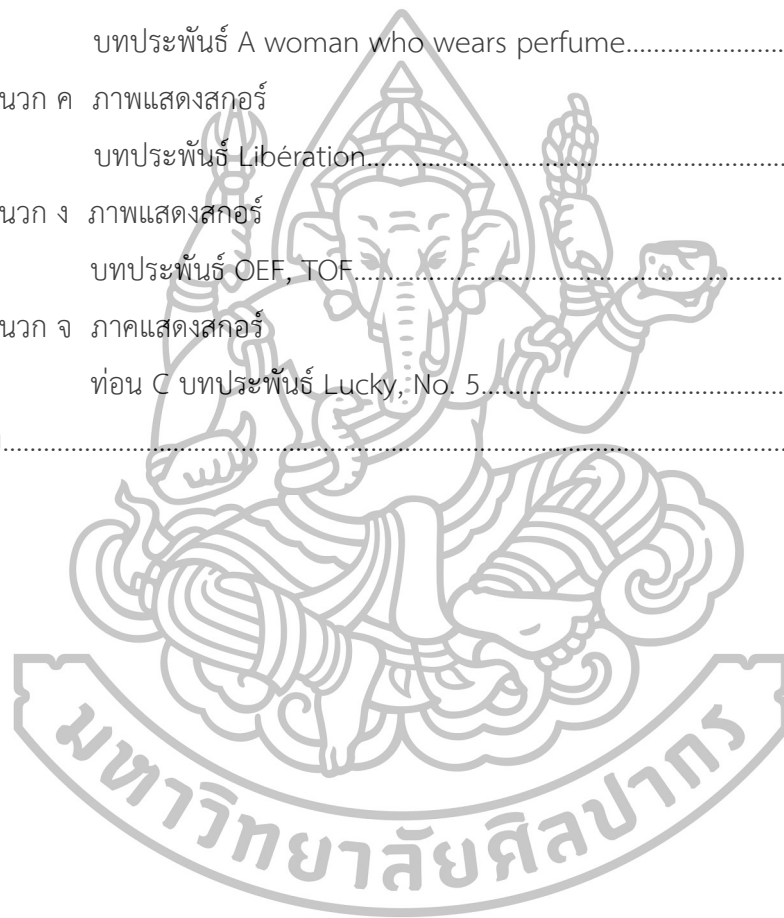 บทประพันธ์ A woman who wears perfume........................
นวก ค ภาพแสดงสกอร์
บทประพันธ์ Libération................................................................
นวก ง ภาพแสดงสกอร์
บทประพันธ์ OEF, TOF................................................................
นวก จ ภาคแสดงสกอร์
ท่อน C บทประพันธ์ Lucky, No. 5.............................................
มหาวิทยาลัยศิลปากร